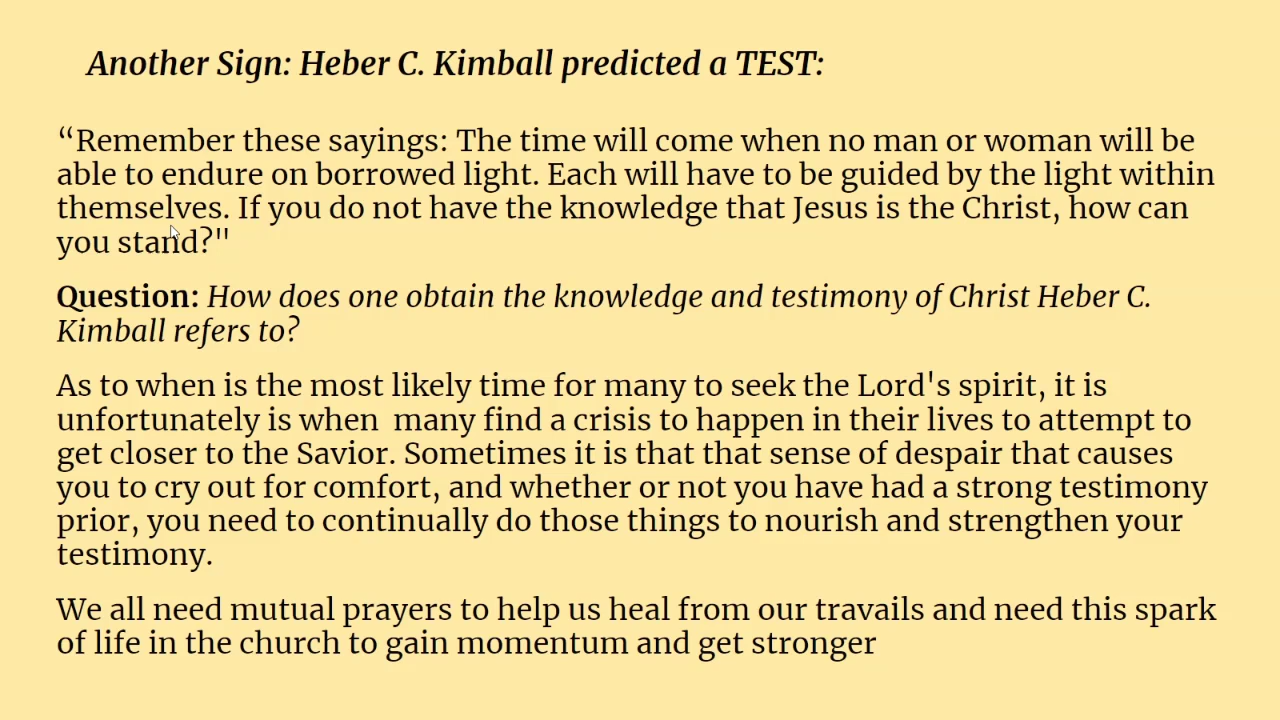 Another Sign: Heber C. Kimball predicted a TEST:
“Remember these sayings: The time will come when no man or woman will be
able to endure on borrowed light. Each will have to be guided by the light within
themselves. If you do not have the knowledge that Jesus is the Christ, how can
you stand?"
Question: How does one obtain the knowledge and testimony of Christ Heber C.
Kimball refers to?
As to when is the most likely time for many to seek the Lord's spirit, it is
unfortunately is when  many find a crisis to happen in their lives to attempt to
get closer to the Savior. Sometimes it is that that sense of despair that causes
you to cry out for comfort, and whether or not you have had a strong testimony
prior, you need to continually do those things to nourish and strengthen your
testimony.
We all need mutual prayers to help us heal from our travails and need this spark
of life in the church to gain momentum and get stronger